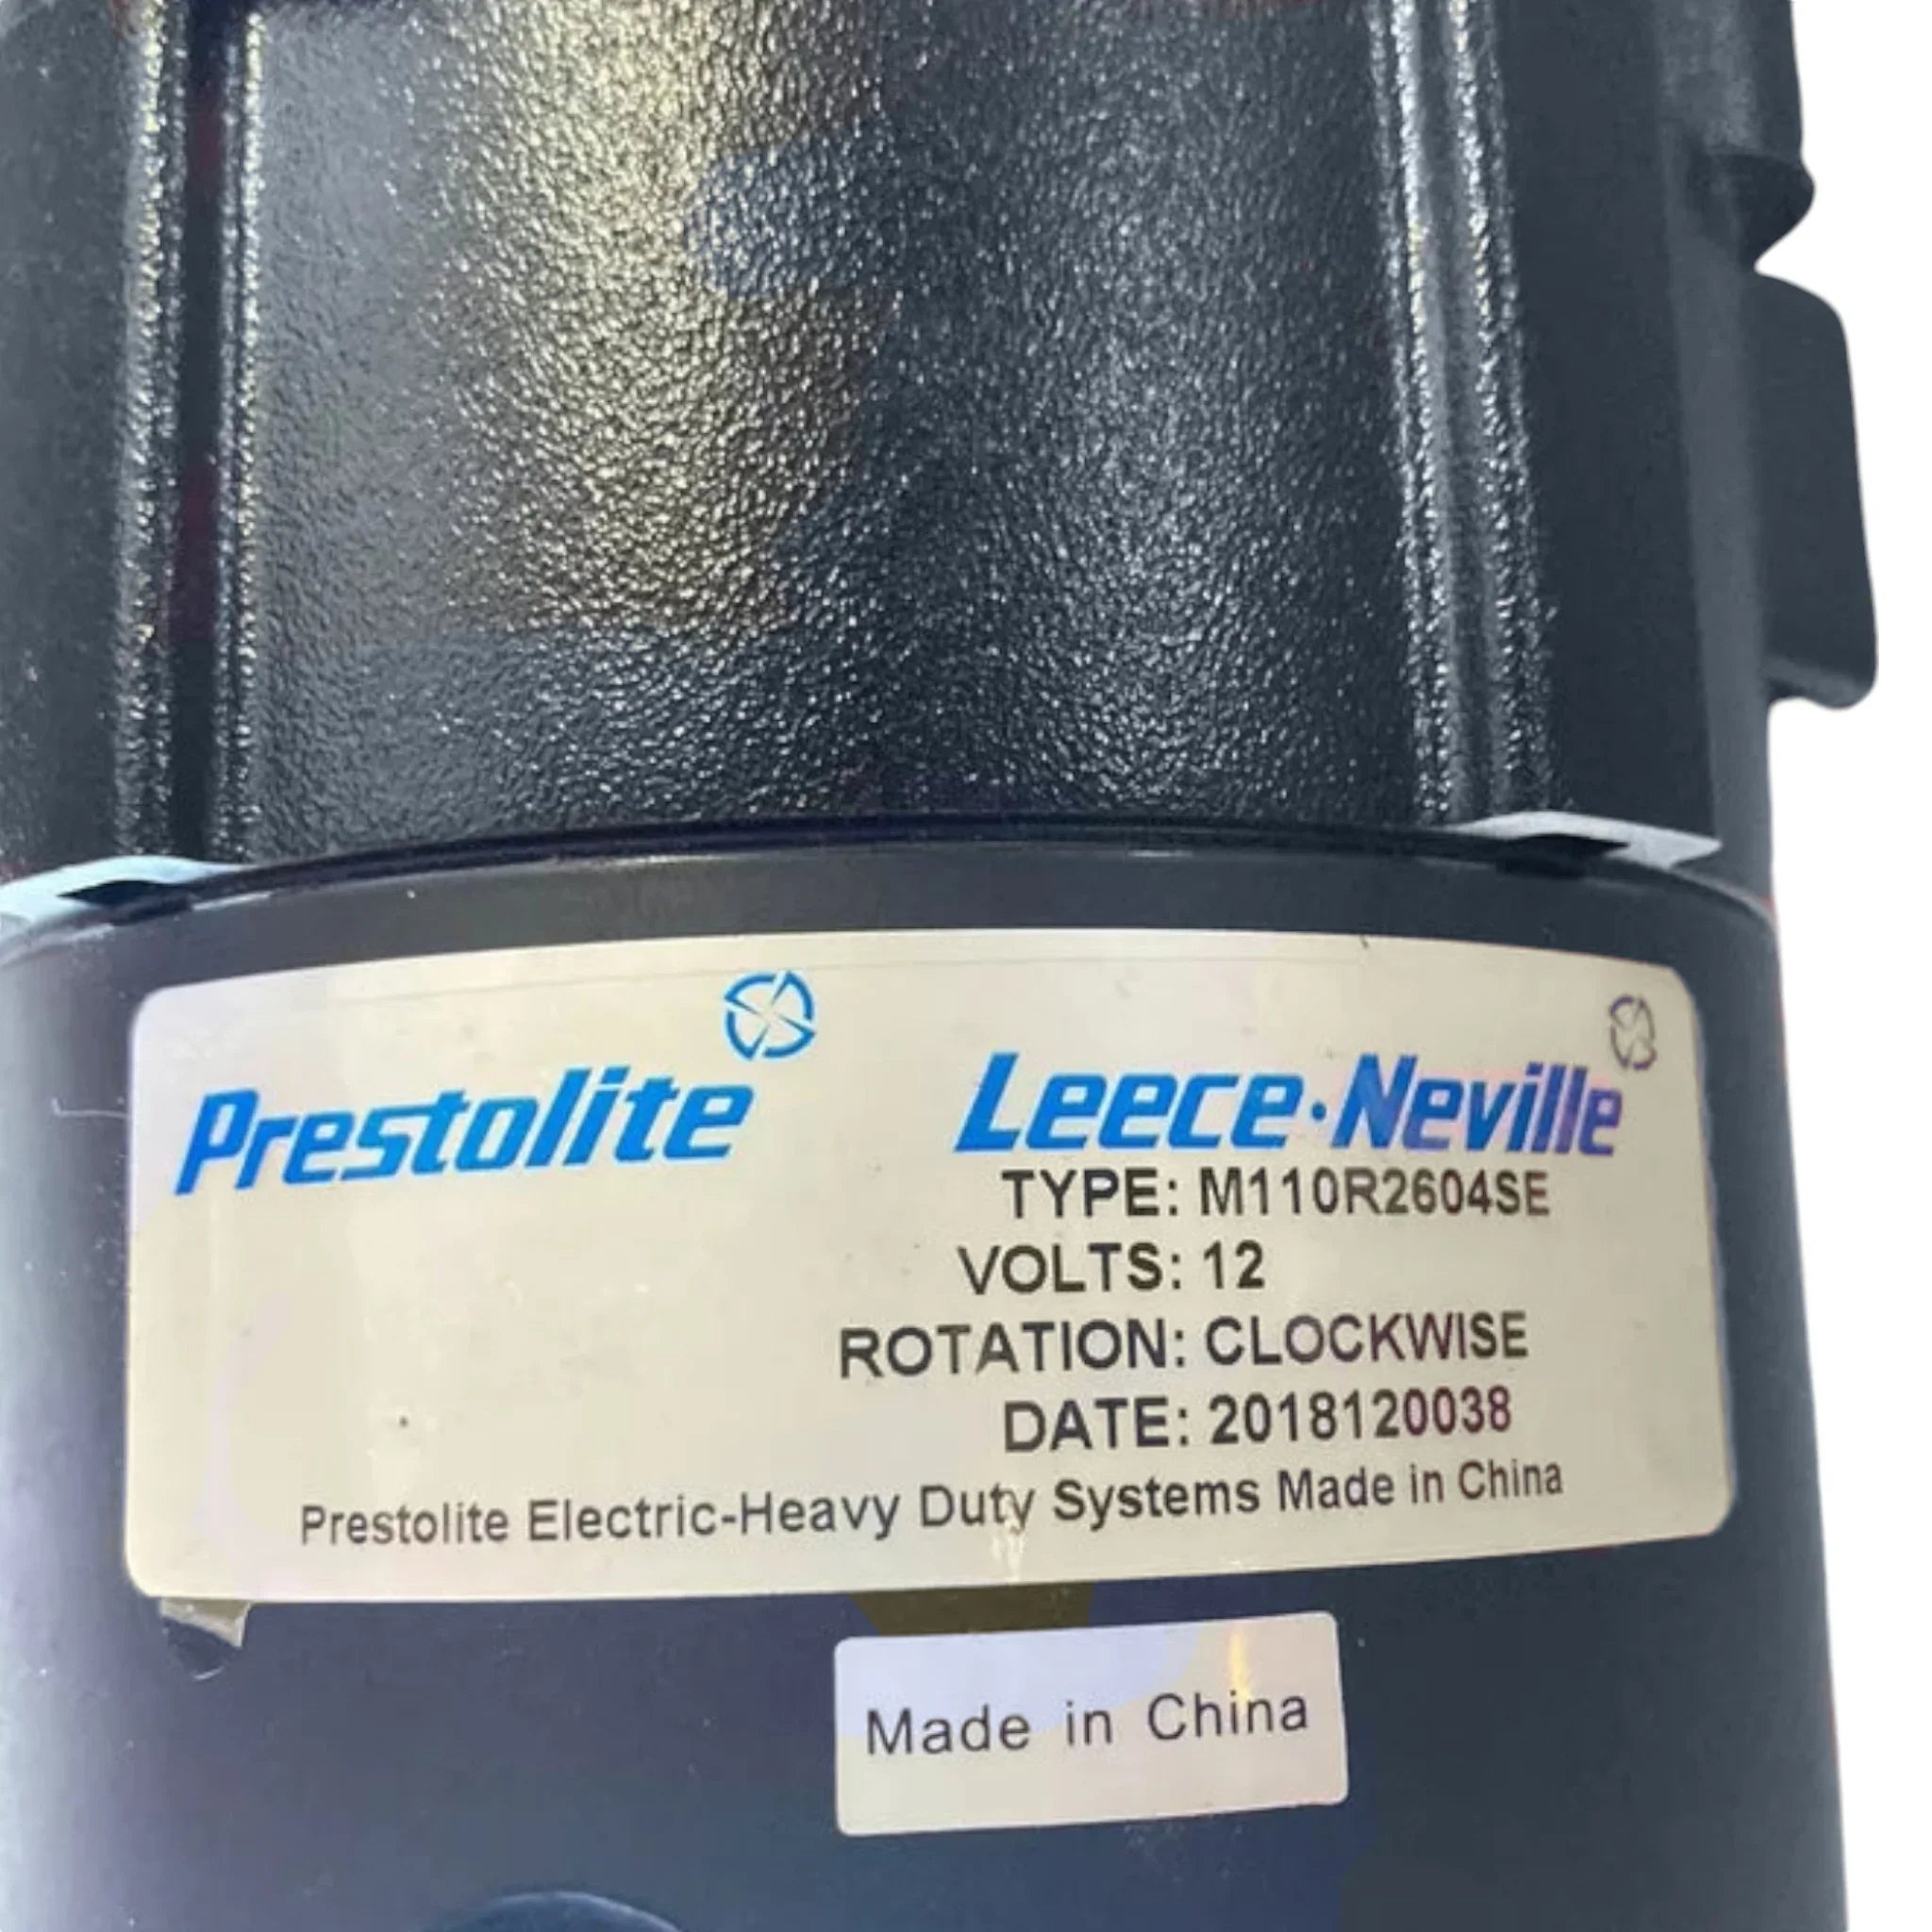 Prestolite Leece·Neville
TYPE: M110R2604SE
VOLTS: 12
ROTATION: CLOCKWISE
DATE: 2018120038
Prestolite Electric-Heavy Duty Systems Made in China
Made in China